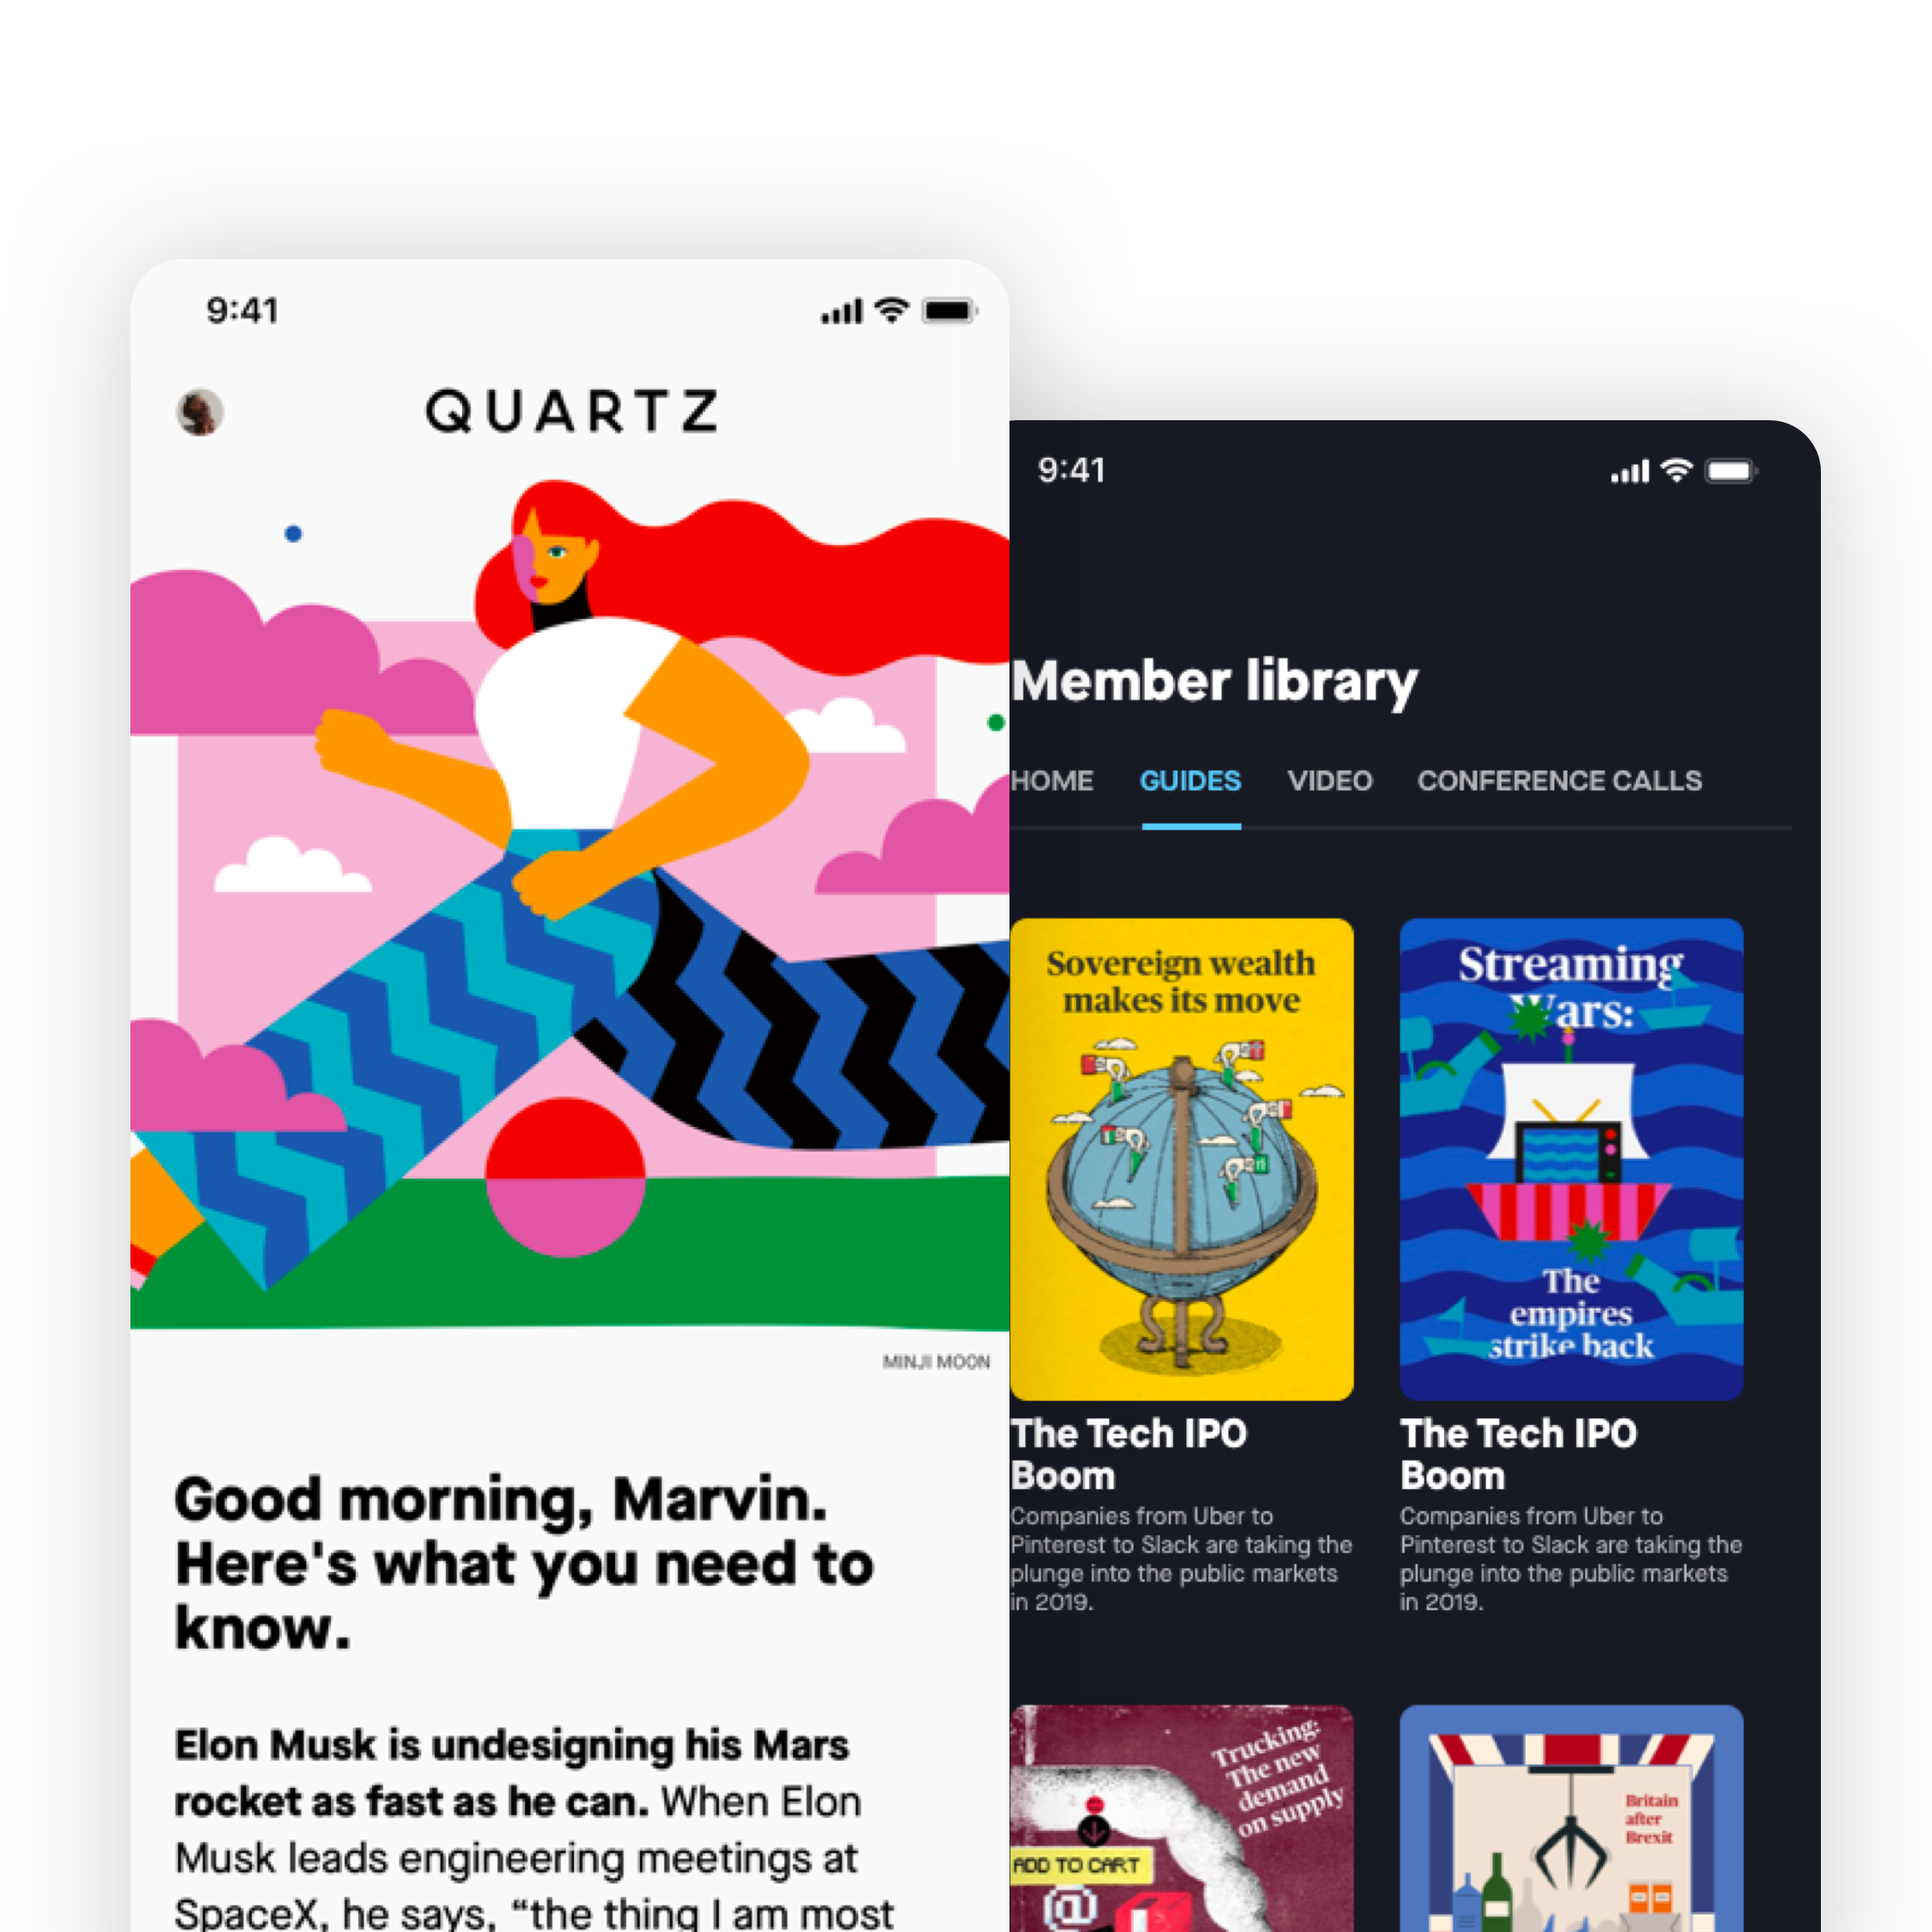 9:41
QUARTZ
MINJI MOON
Good morning, Marvin.
Here's what you need to
know.
Elon Musk is undesigning his Mars
rocket as fast as he can. When Elon
Musk leads engineering meetings at
SpaceX, he says, “the thing I am most
9:41
Member library
HOME GUIDES VIDEO CONFERENCE CALLS
Sovereign wealth
makes its move
The Tech IPO
Boom
Companies from Uber to
Pinterest to Slack are taking the
plunge into the public markets
in 2019.
Streaming
Wars:
The
empires
strike back
The Tech IPO
Boom
Companies from Uber to
Pinterest to Slack are taking the
plunge into the public markets
in 2019.
Trucking:
The new
demand
on supply
ADD TO CART
@
Britain
after
Brexit